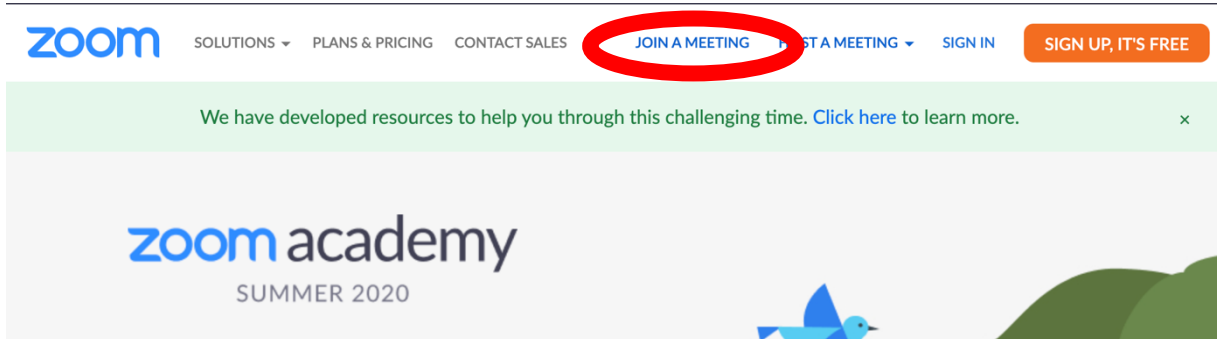 zoom SOLUTIONS PLANS & PRICING CONTACT SALES JOIN A MEETING A MEETING SIGN IN SIGN UP, IT'S FREE
We have developed resources to help you through this challenging time. Click here to learn more. ×
zoom academy
SUMMER 2020